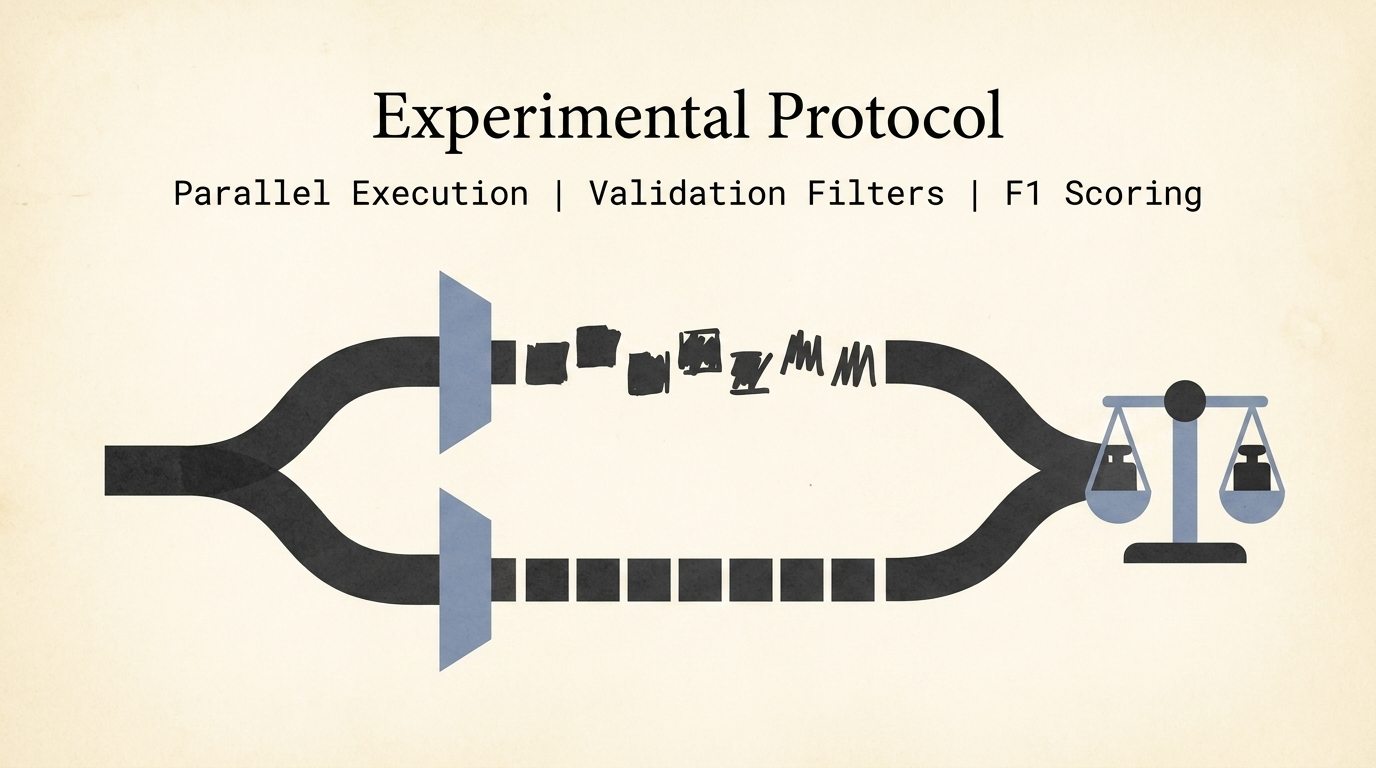 Experimental Protocol
Parallel Execution | Validation Filters | F1 Scoring